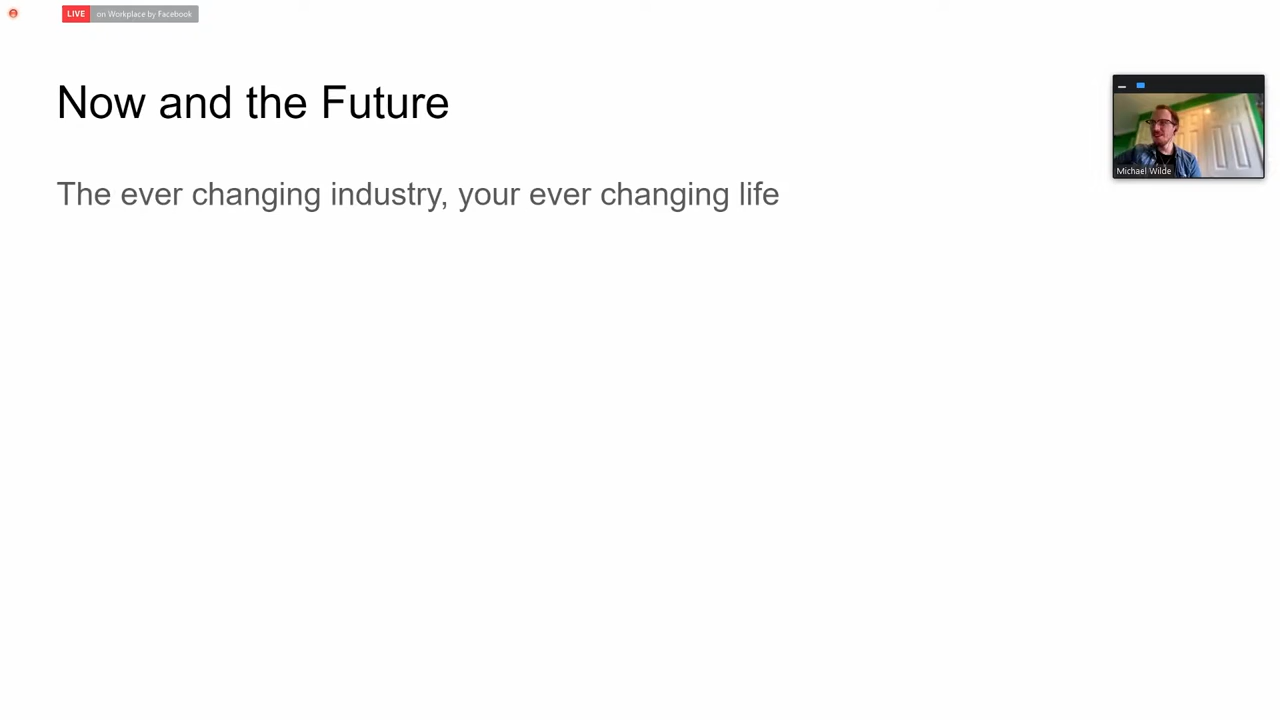 LIVE on Workplace by Facebook
Now and the Future
The ever changing industry, your ever changing life
Michael Wilde